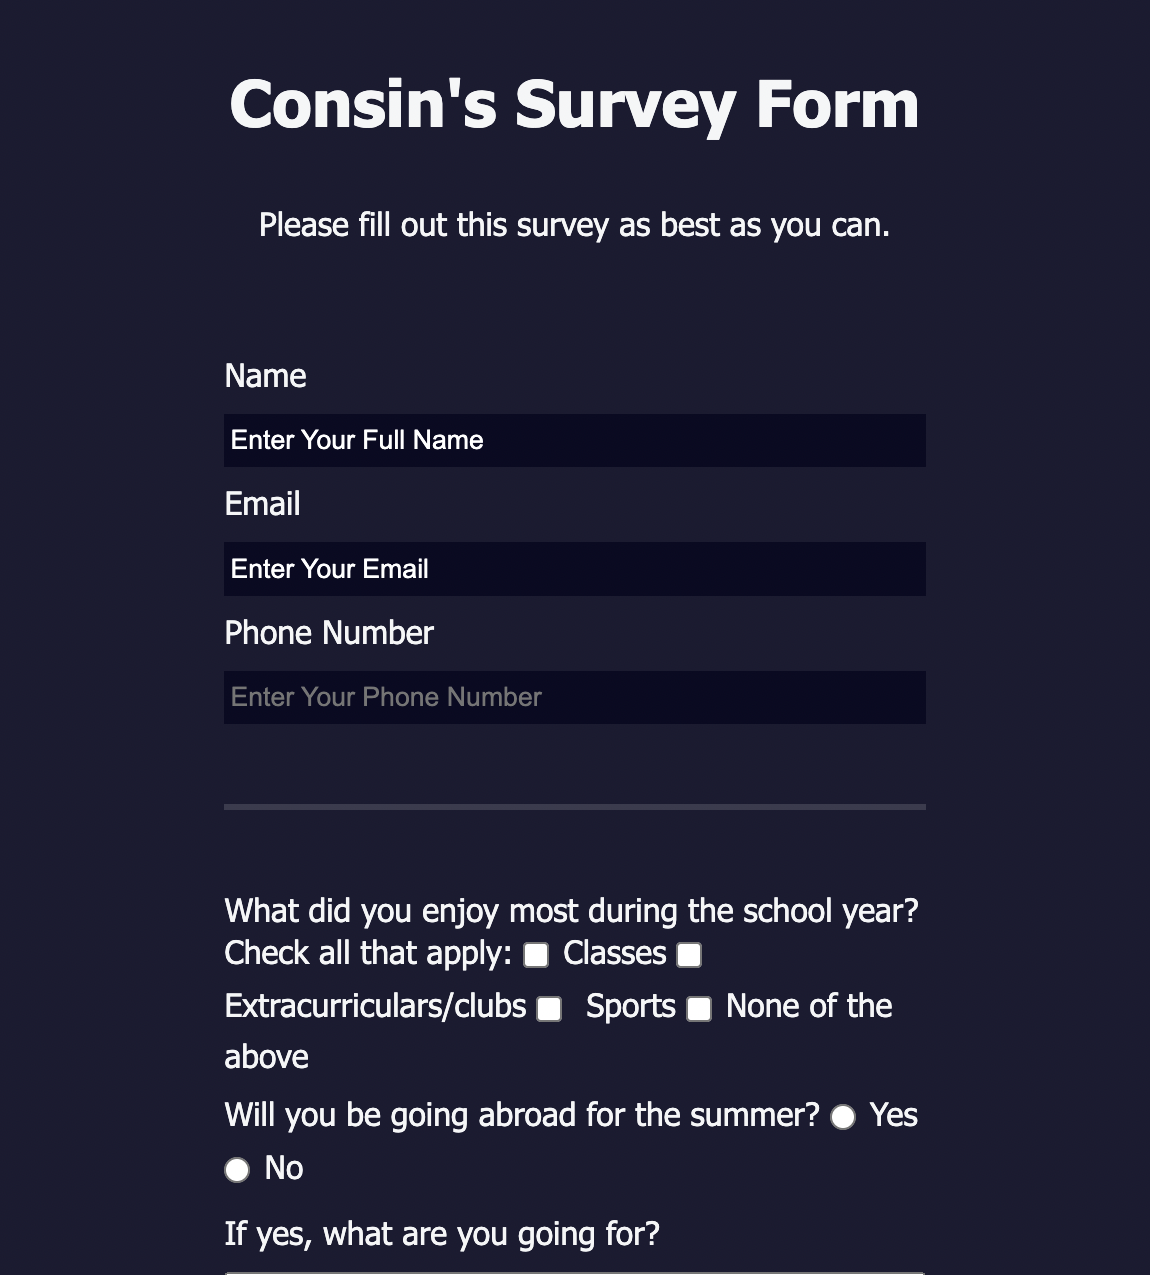 Consin's Survey Form
Please fill out this survey as best as you can.
Name
Enter Your Full Name
Email
Enter Your Email
Phone Number
Enter Your Phone Number
What did you enjoy most during the school year?
Check all that apply: Classes
Extracurriculars/clubs Sports None of the
above
Will you be going abroad for the summer? Yes
No
If yes, what are you going for?